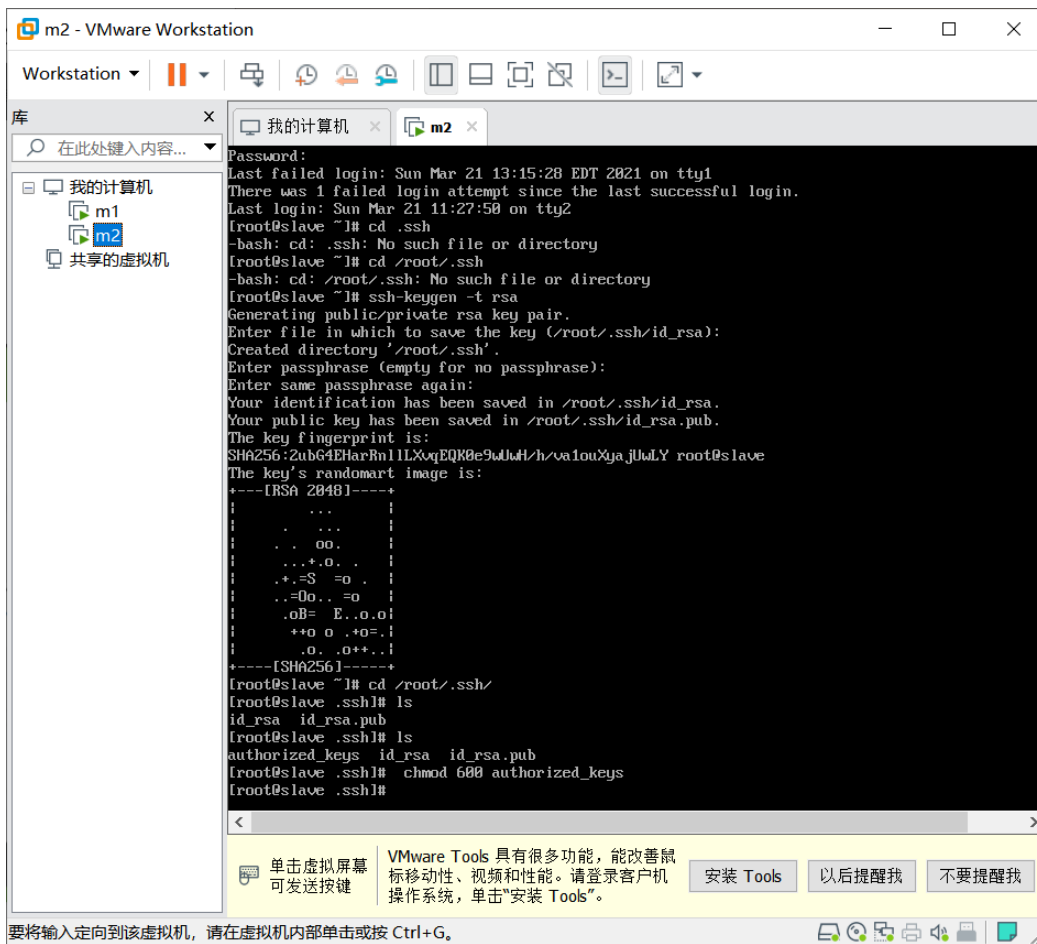 m2 - VMware Workstation
Workstation
库 x
在此处键入内容...
我的计算机
m1
m2
共享的虚拟机
我的计算机 ×
m2 ×
Password:
Last failed login: Sun Mar 21 13:15:28 EDT 2021 on tty1
There was 1 failed login attempt since the last successful login.
Last login: Sun Mar 21 11:27:50 on tty2
[root@slave ~]# cd .ssh
-bash: cd: .ssh: No such file or directory
[root@slave ~]# cd /root/.ssh
-bash: cd: /root/.ssh: No such file or directory
[root@slave ~]# ssh-keygen -t rsa
Generating public/private rsa key pair.
Enter file in which to save the key (/root/.ssh/id_rsa):
Created directory '/root/.ssh'.
Enter passphrase (empty for no passphrase):
Enter same passphrase again:
Your identification has been saved in /root/.ssh/id_rsa.
Your public key has been saved in /root/.ssh/id_rsa.pub.
The key fingerprint is:
SHA256:2ubG4EHarRnllLXvqEQK0e9wUwH/h/va1ouXyajUwLY root@slave
The key's randomart image is:
+---[RSA 2048]----+
|        ...      |
|     .  ...      |
|    . .  oo.     |
|     ...+.o. .   |
|    .+.=S  =o .  |
|    ..=Oo.. =o   |
|     .oB=  E..o.o|
|      ++o o .+o=.|
|       .o. .o++..|
+----[SHA256]-----+
[root@slave ~]# cd /root/.ssh/
[root@slave .ssh]# ls
id_rsa  id_rsa.pub
[root@slave .ssh]# ls
authorized_keys  id_rsa  id_rsa.pub
[root@slave .ssh]#  chmod 600 authorized_keys
[root@slave .ssh]#
单击虚拟屏幕
可发送按键
VMware Tools 具有很多功能，能改善鼠
标移动性、视频和性能。请登录客户机
操作系统，单击“安装 Tools”。
安装 Tools
以后提醒我
不要提醒我
要将输入定向到该虚拟机，请在虚拟机内部单击或按 Ctrl+G。